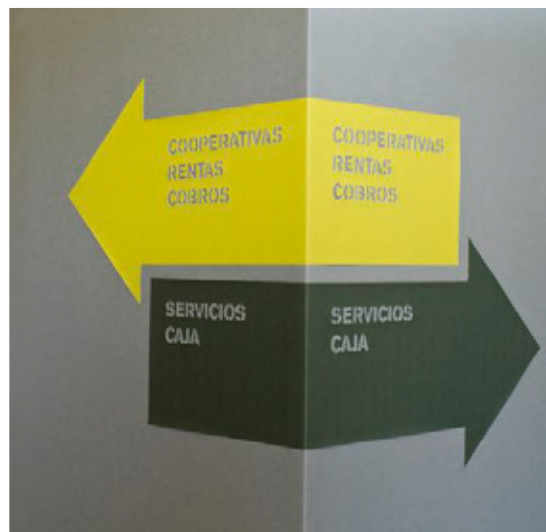 COOPERATIVAS
RENTAS
COBROS
COOPERATIVAS
RENTAS
COBROS
SERVICIOS
CAJA
SERVICIOS
CAJA